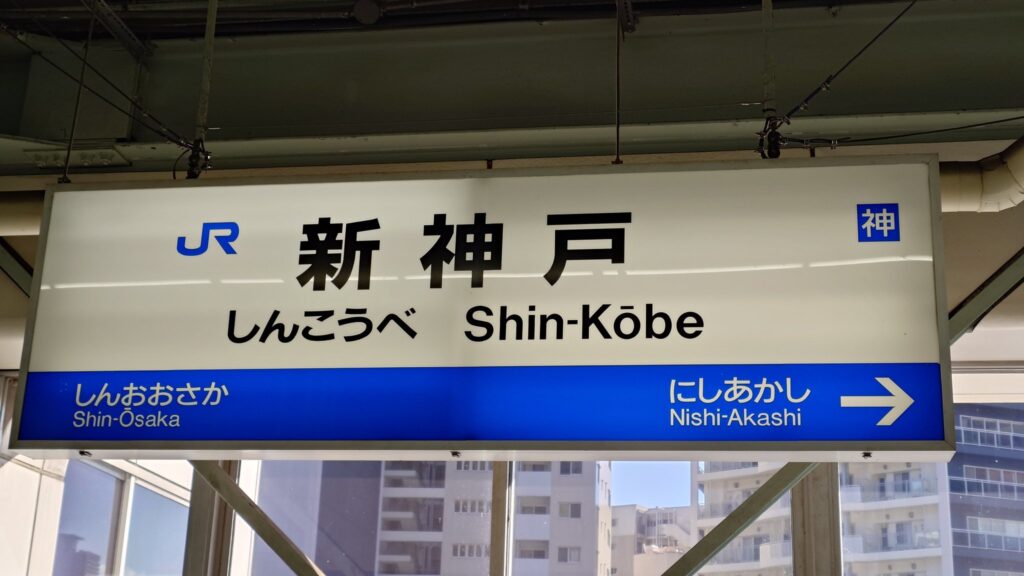 JR 新神戸 神
しんこうべ Shin-Kōbe
しんおおさか にしあかし →
Shin-Ōsaka Nishi-Akashi